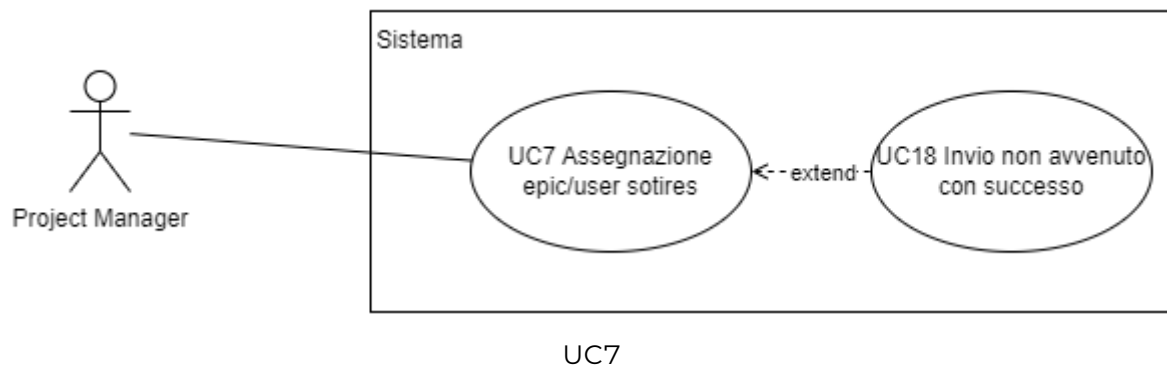 Sistema
Project Manager
UC7 Assegnazione
epic/user sotires
extend
UC18 Invio non avvenuto
con successo
UC7